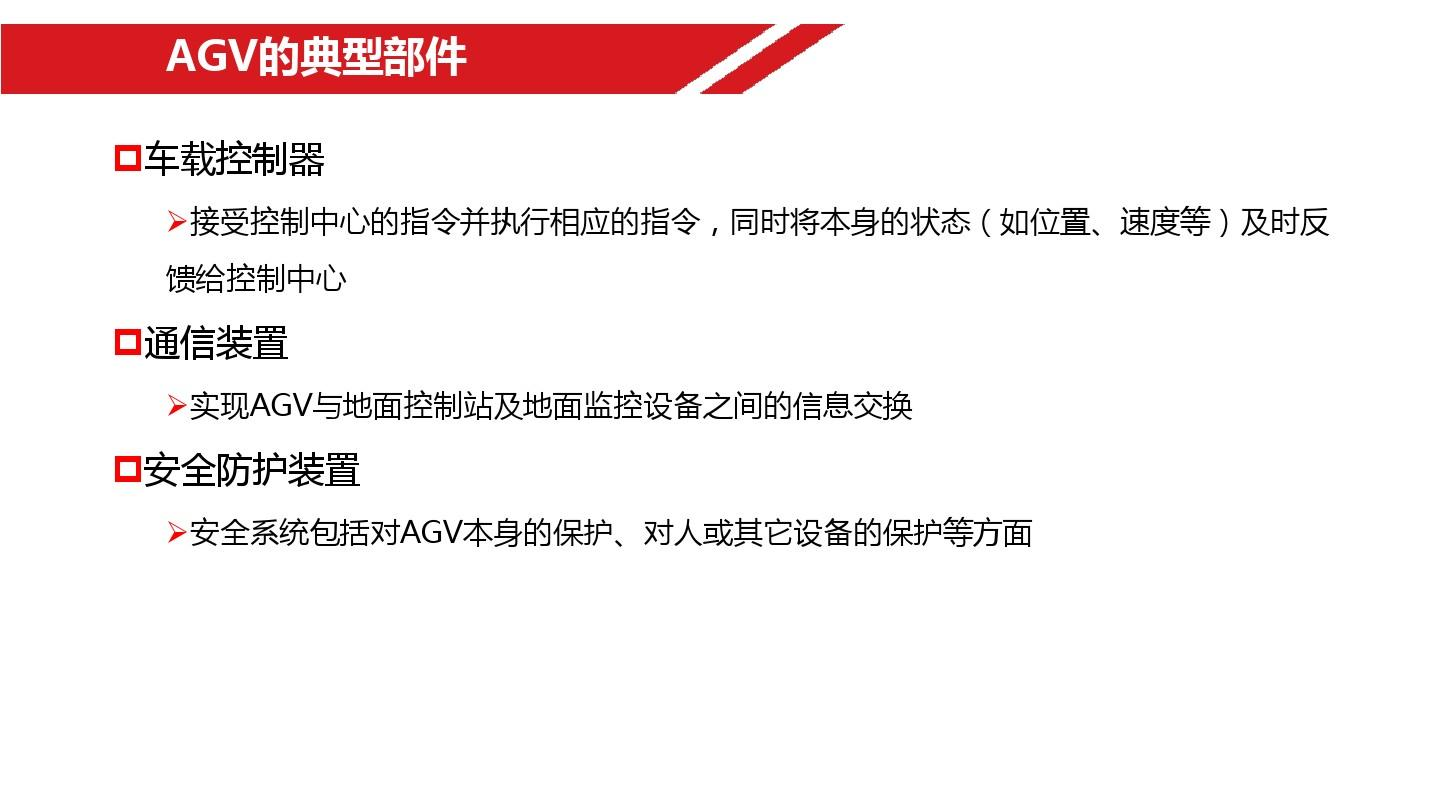 AGV的典型部件
车载控制器
接受控制中心的指令并执行相应的指令，同时将本身的状态（如位置、速度等）及时反
馈给控制中心
通信装置
实现AGV与地面控制站及地面监控设备之间的信息交换
安全防护装置
安全系统包括对AGV本身的保护、对人或其它设备的保护等方面